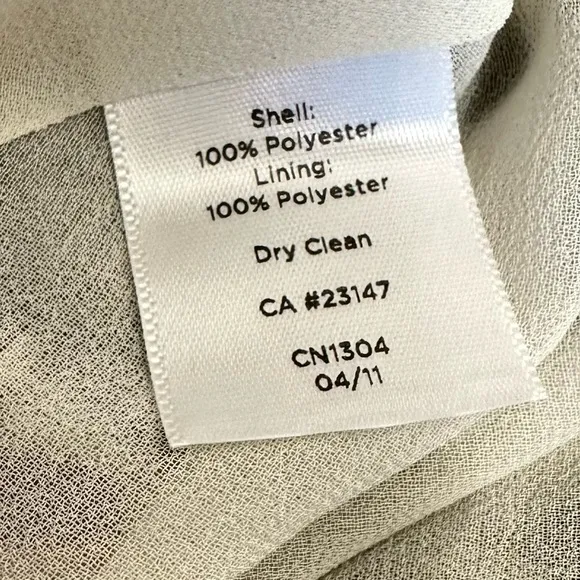 Shell:
100% Polyester
Lining:
100% Polyester
Dry Clean
CA #23147
CN1304
04/11